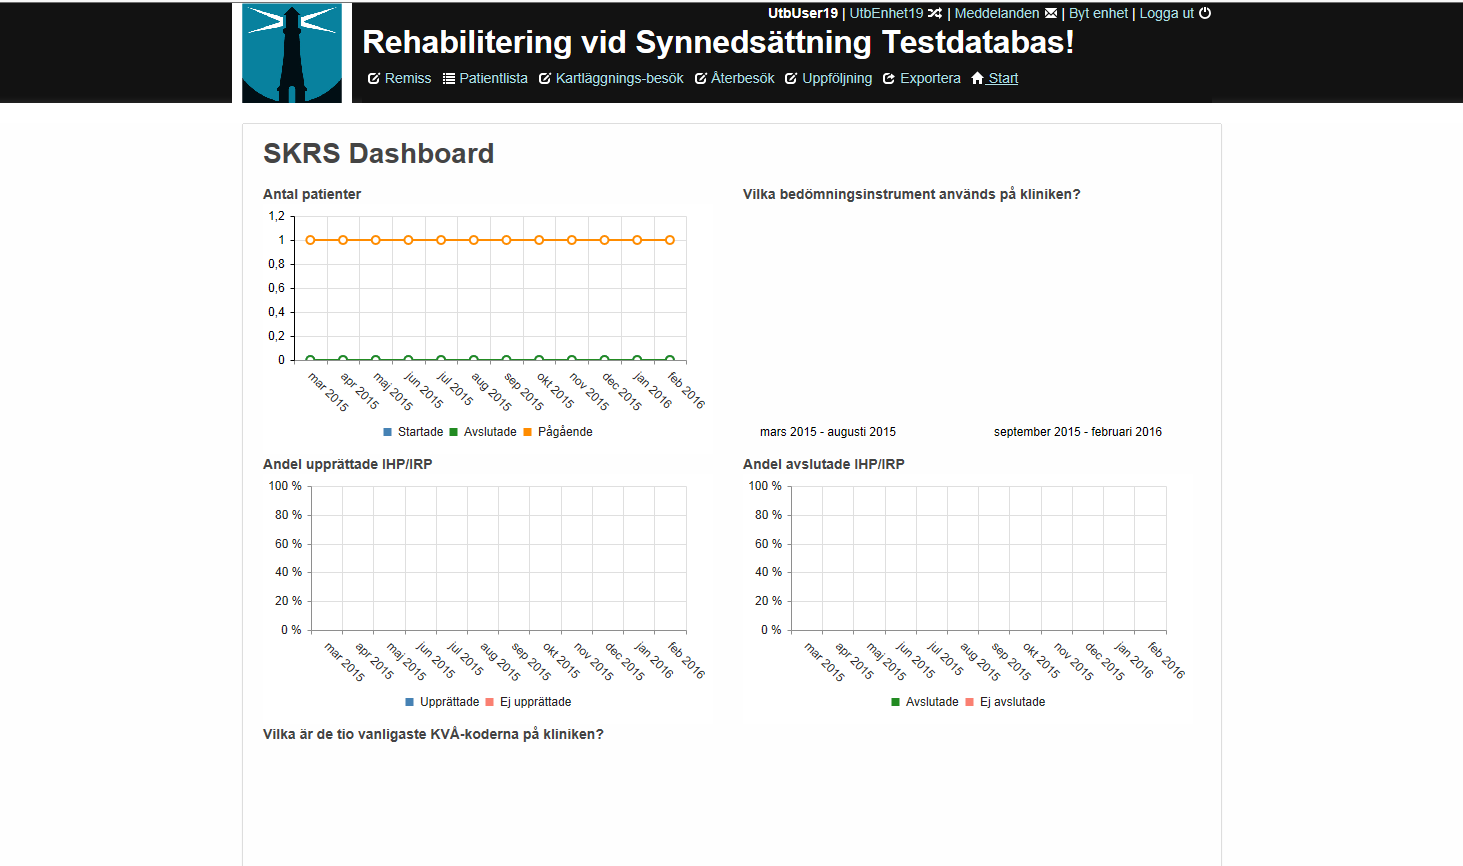 UtbUser19 | UtbEnhet19 | Meddelanden | Byt enhet | Logga ut
Rehabilitering vid Synnedsättning Testdatabas!
Remiss Patientlista Kartläggnings-besök Återbesök Uppföljning Exportera Start
SKRS Dashboard
Antal patienter
1,2
1
0,8
0,6
0,4
0,2
0
mar 2015 apr 2015 maj 2015 jun 2015 jul 2015 aug 2015 sep 2015 okt 2015 nov 2015 dec 2015 jan 2016 feb 2016
Startade Avslutade Pågående
Vilka bedömningsinstrument används på kliniken?
mars 2015 - augusti 2015 september 2015 - februari 2016
Andel upprättade IHP/IRP
100 %
80 %
60 %
40 %
20 %
0 %
mar 2015 apr 2015 maj 2015 jun 2015 jul 2015 aug 2015 sep 2015 okt 2015 nov 2015 dec 2015 jan 2016 feb 2016
Upprättade Ej upprättade
Andel avslutade IHP/IRP
100 %
80 %
60 %
40 %
20 %
0 %
mar 2015 apr 2015 maj 2015 jun 2015 jul 2015 aug 2015 sep 2015 okt 2015 nov 2015 dec 2015 jan 2016 feb 2016
Avslutade Ej avslutade
Vilka är de tio vanligaste KVÅ-koderna på kliniken?